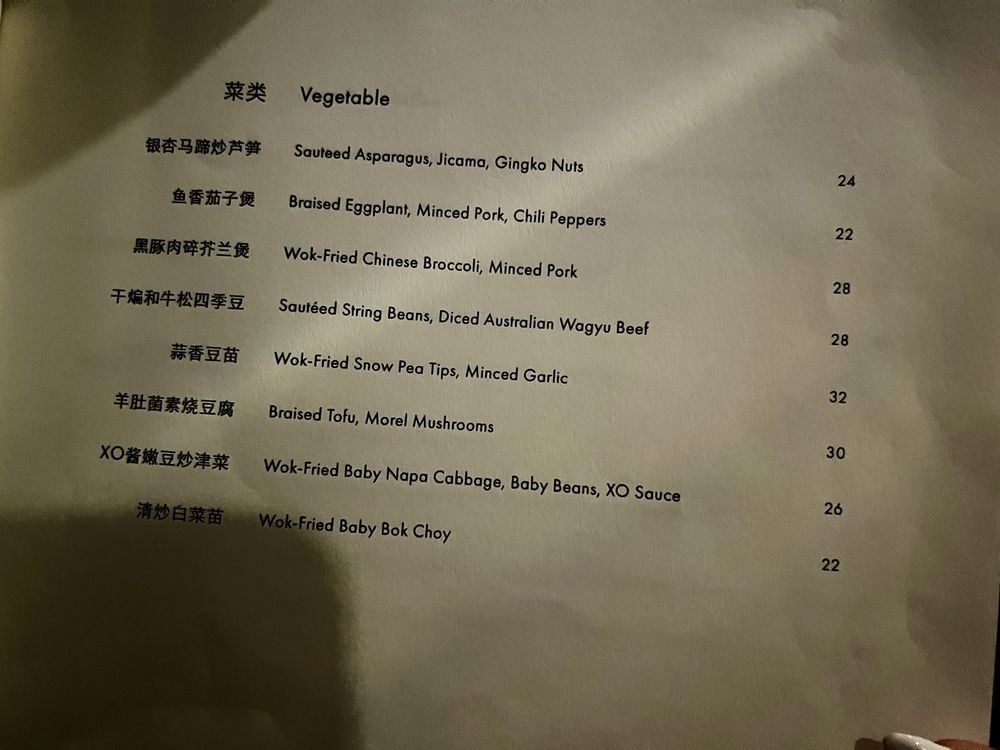 菜类 Vegetable
银杏马蹄炒芦笋 Sauteed Asparagus, Jicama, Gingko Nuts 24
鱼香茄子煲 Braised Eggplant, Minced Pork, Chili Peppers 22
黑豚肉碎芥兰煲 Wok-Fried Chinese Broccoli, Minced Pork 28
干煸和牛松四季豆 Sautéed String Beans, Diced Australian Wagyu Beef 28
蒜香豆苗 Wok-Fried Snow Pea Tips, Minced Garlic 32
羊肚菌素烧豆腐 Braised Tofu, Morel Mushrooms 30
XO酱嫩豆炒津菜 Wok-Fried Baby Napa Cabbage, Baby Beans, XO Sauce 26
清炒白菜苗 Wok-Fried Baby Bok Choy 22